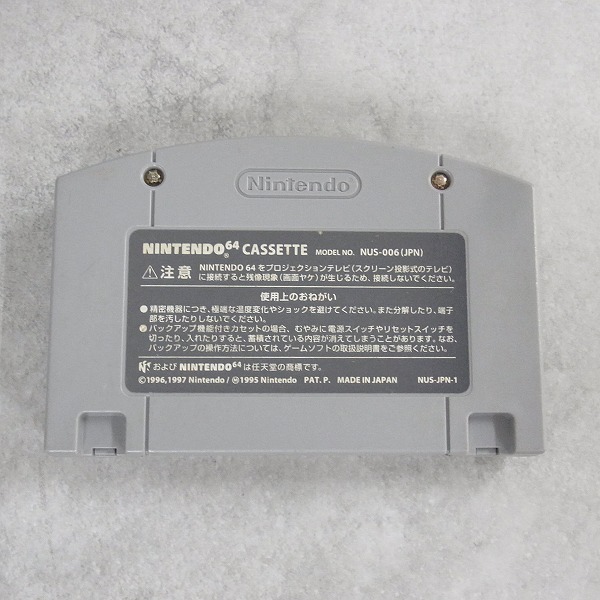 Nintendo
NINTENDO64 CASSETTE MODEL NO. NUS-006(JPN)
⚠注意 NINTENDO 64 をプロジェクションテレビ(スクリーン投影式のテレビ)
に接続すると残像現象(画面ヤケ)が生じるため、接続しないでください。
使用上のおねがい
●精密機器につき、極端な温度変化やショックを避けてください。また分解したり、端子
部を汚したりしないでください。
●バックアップ機能付きカセットの場合、むやみに電源スイッチやリセットスイッチを
切ったり、入れたりすると、蓄積されている内容が消えてしまうことがあります。なお、
バックアップの操作方法については、ゲームソフトの取扱説明書をご参照ください。
および NINTENDO64 は任天堂の商標です。
©1996,1997 Nintendo/Ⓜ1995 Nintendo PAT. P. MADE IN JAPAN NUS-JPN-1